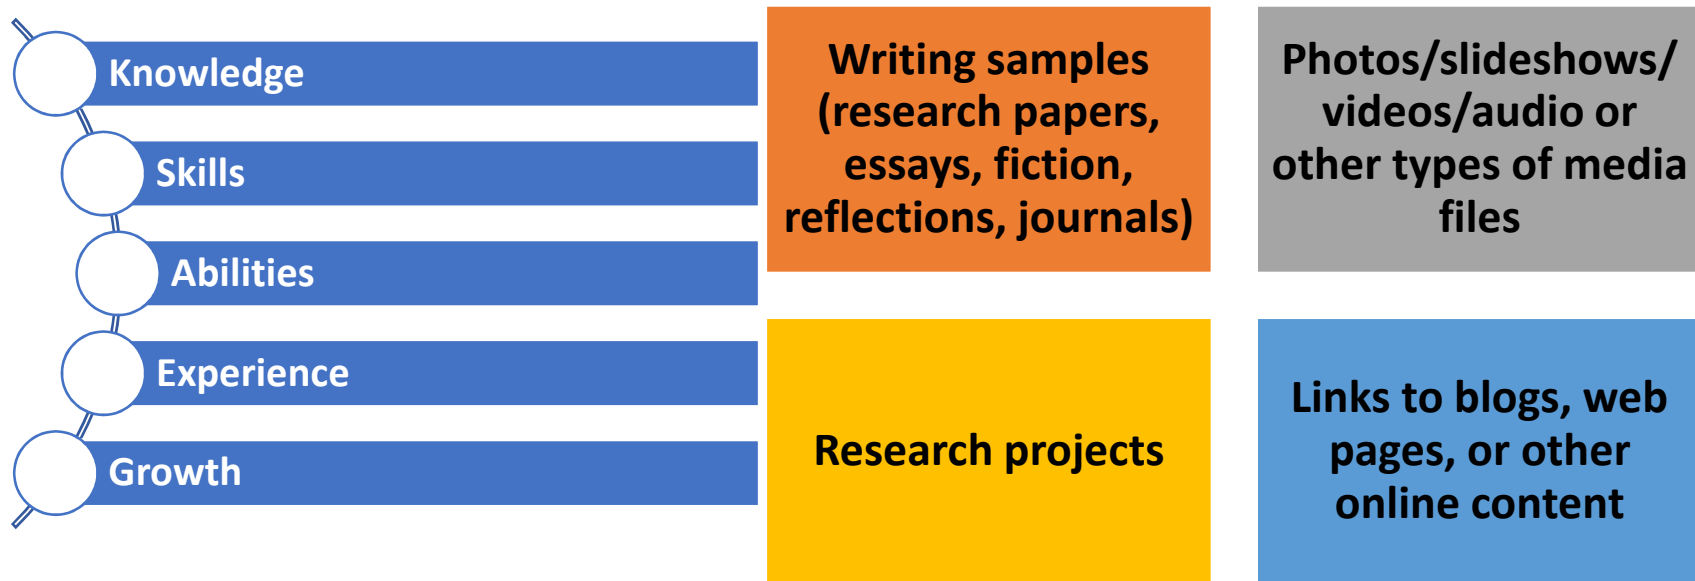 Knowledge
Skills
Abilities
Experience
Growth
Writing samples
(research papers,
essays, fiction,
reflections, journals)
Photos/slideshows/
videos/audio or
other types of media
files
Research projects
Links to blogs, web
pages, or other
online content